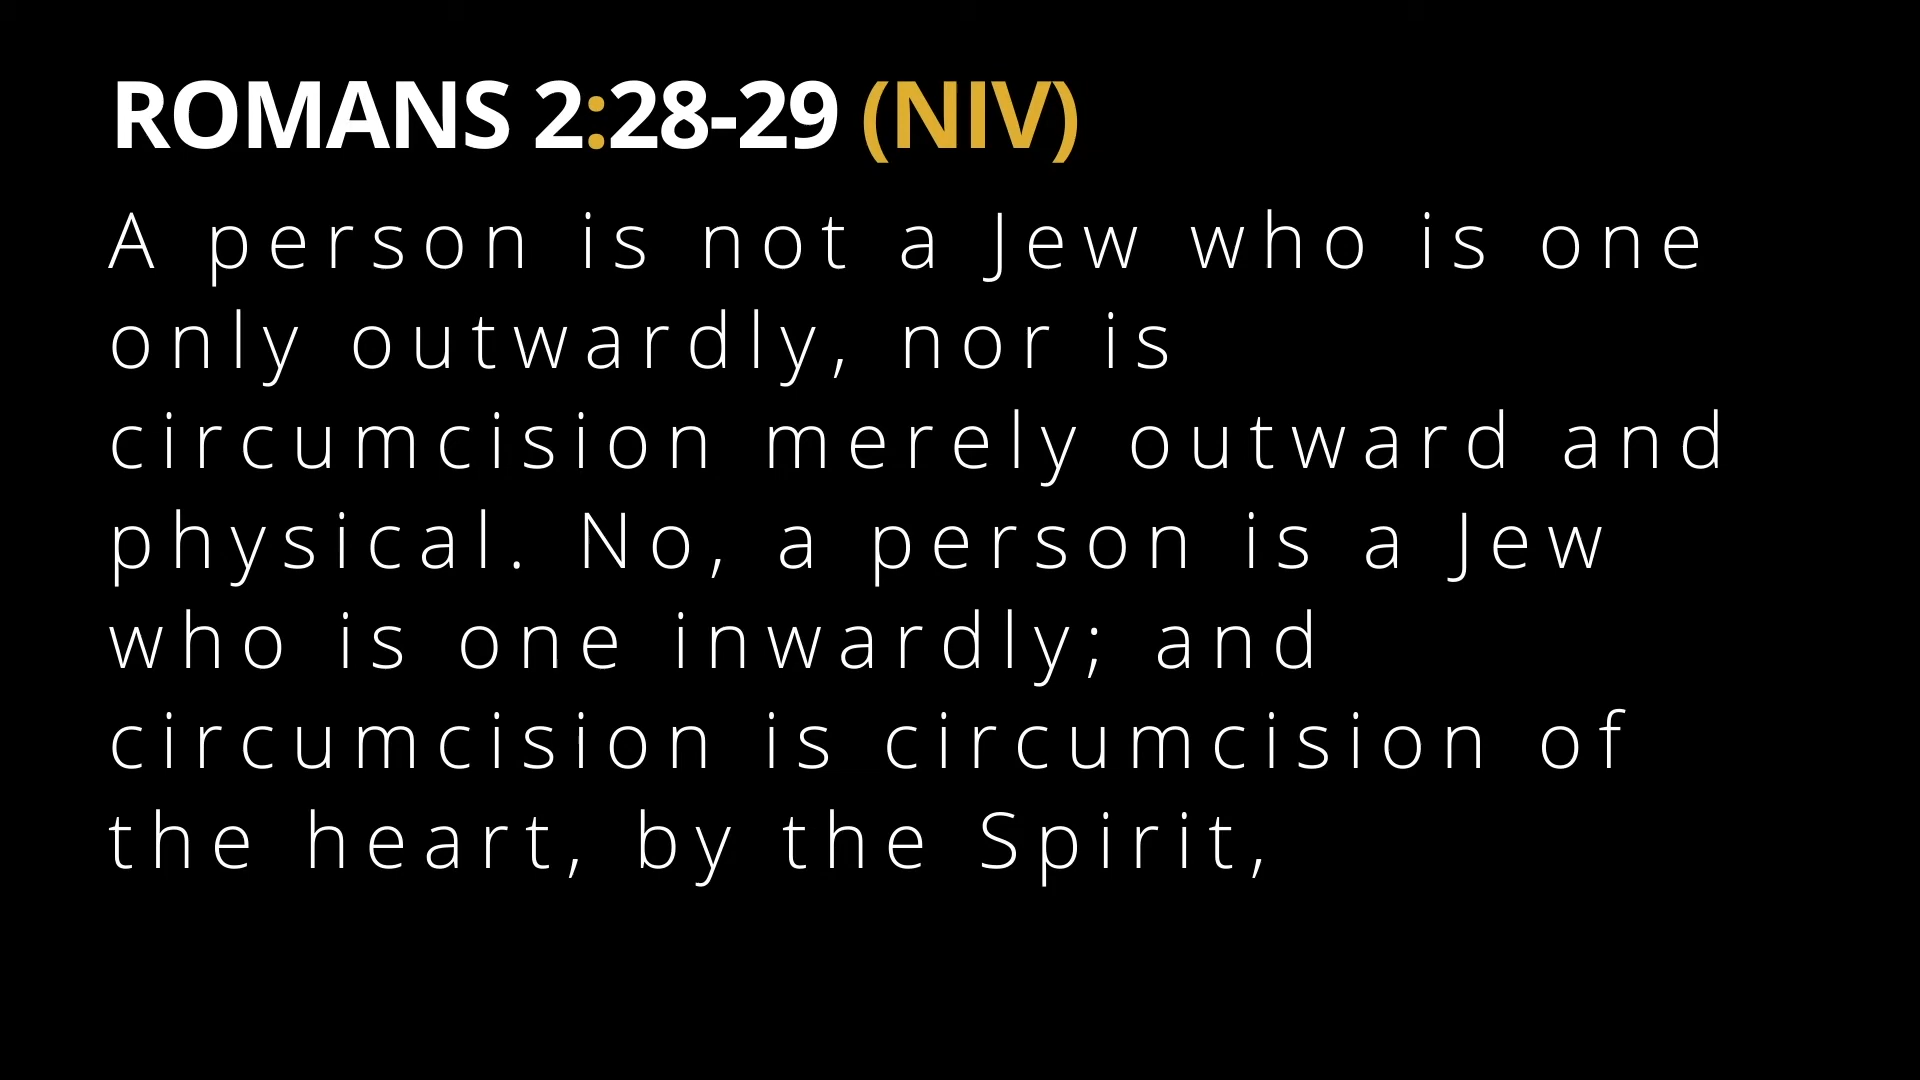 ROMANS 2:28-29 (NIV)
A person is not a Jew who is one
only outwardly, nor is
circumcision merely outward and
physical. No, a person is a Jew
who is one inwardly; and
circumcision is circumcision of
the heart, by the Spirit,